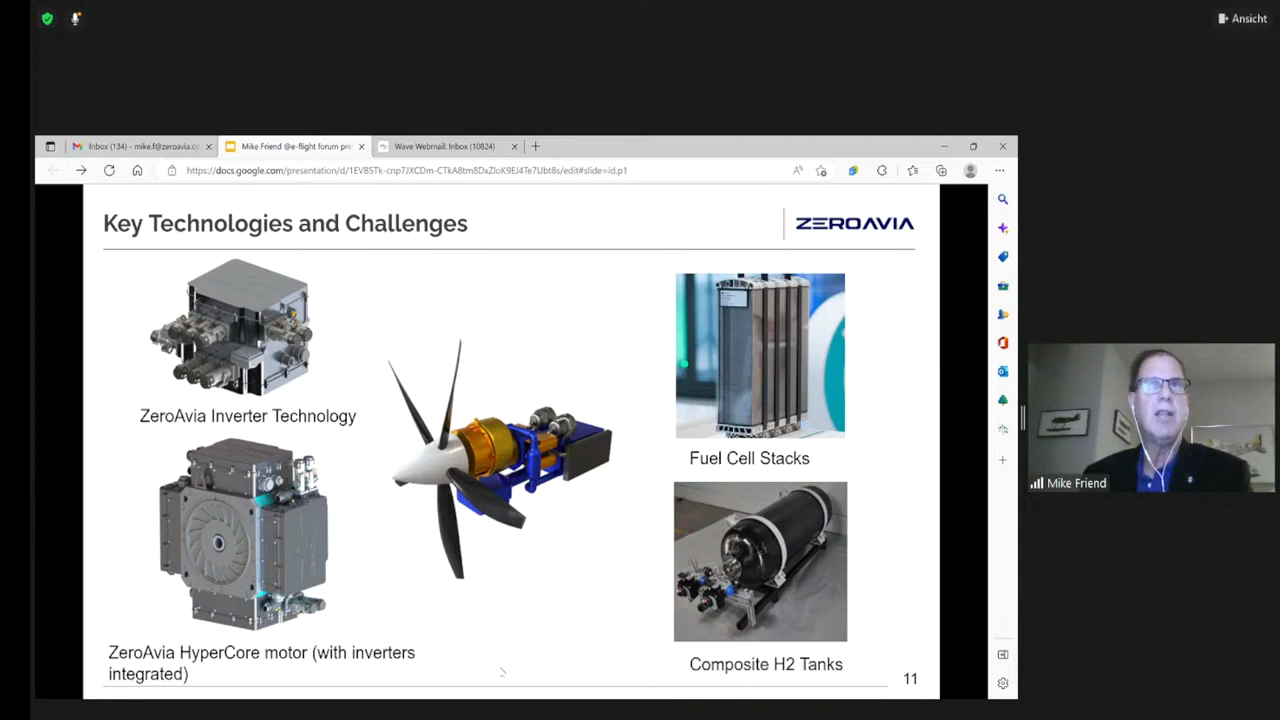 Ansicht
Inbox (134) - mike.f@zeroavia.co
Mike Friend @e-flight forum pre
Wave Webmail: Inbox (10824)
https://docs.google.com/presentation/d/1EVB5Tk-cnp7JXCDm-CTkA8tm8DxZloK9EJ4Te7Ubt8s/edit#slide=id.p1
Key Technologies and Challenges
ZEROAVIA
ZeroAvia Inverter Technology
Fuel Cell Stacks
Mike Friend
ZeroAvia HyperCore motor (with inverters
integrated)
Composite H2 Tanks
11